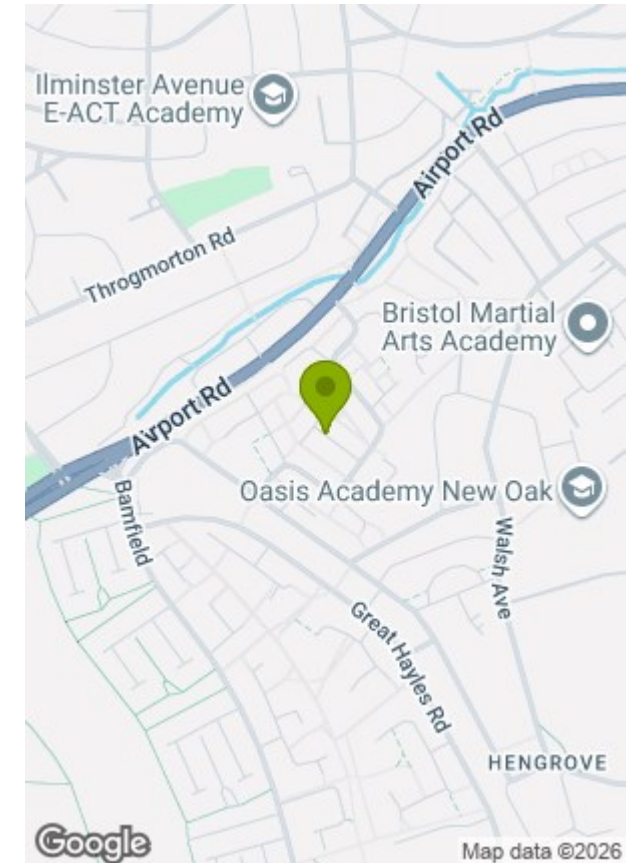 Ilminster Avenue
E-ACT Academy
Airport Rd
Throgmorton Rd
Bristol Martial
Arts Academy
Airport Rd
Oasis Academy New Oak
Bamfield
Walsh Ave
Great Hayles Rd
HENGROVE
Google
Map data ©2026